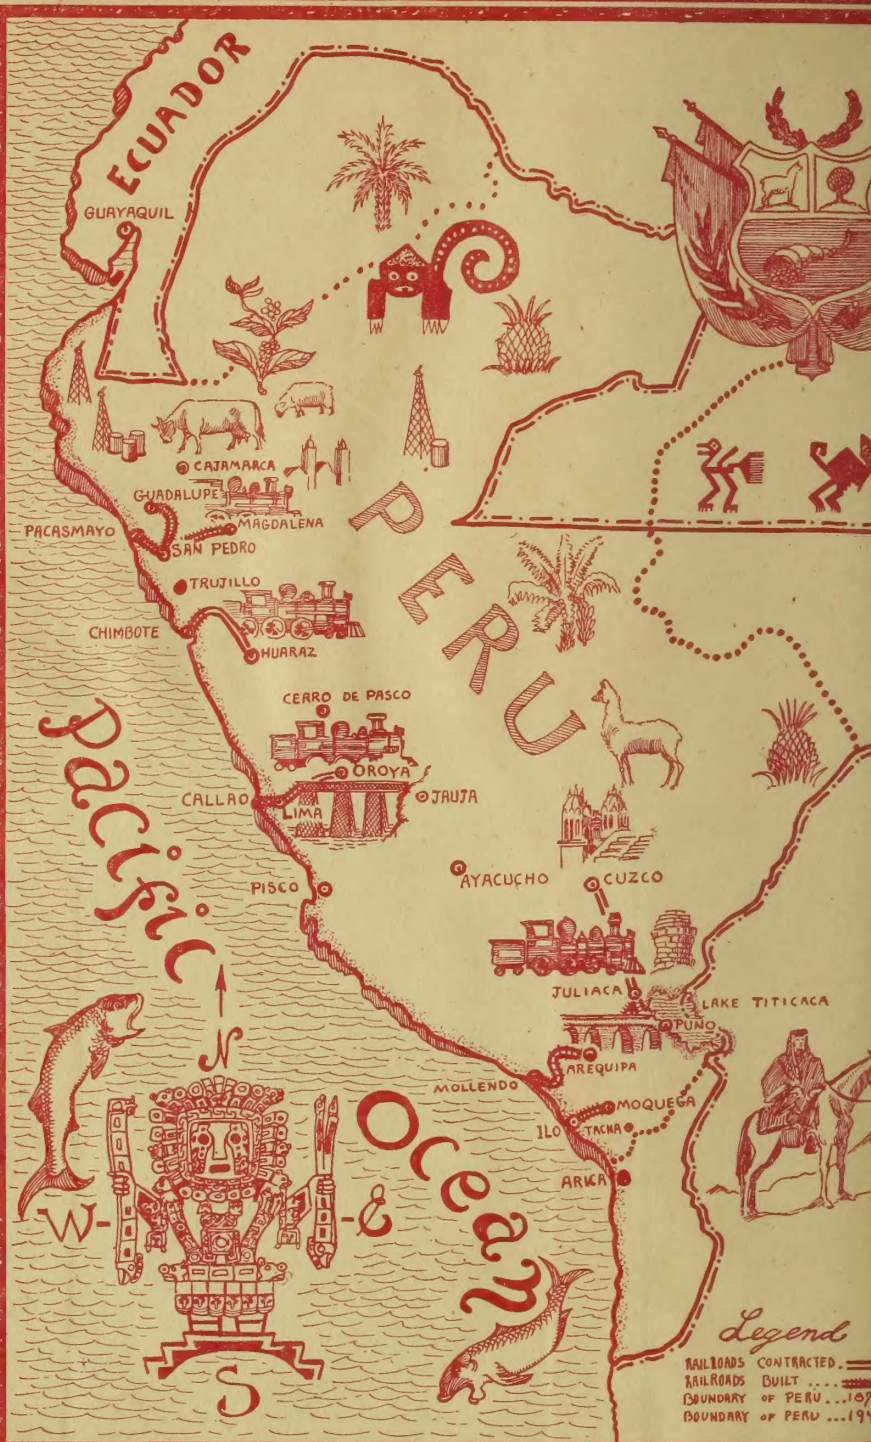 ECUADOR
GUAYAQUIL
CAJAMARCA
GUADALUPE
MAGDALENA
PACASMAYO
SAN PEDRO
PERU
TRUJILLO
CHIMBOTE
HUARAZ
CERRO DE PASCO
OROYA
CALLAO
LIMA
JAUJA
AYACUCHO
CUZCO
PISCO
Pacific
JULIACA
LAKE TITICACA
PUNO
AREQUIPA
MOLLENDO
MOQUEGA
ILO
TACNA
ARICA
Ocean
N
W-
-E
S
Legend
RAILROADS CONTRACTED.
RAILROADS BUILT ....
BOUNDARY OF PERU ...
BOUNDARY OF PERU ...